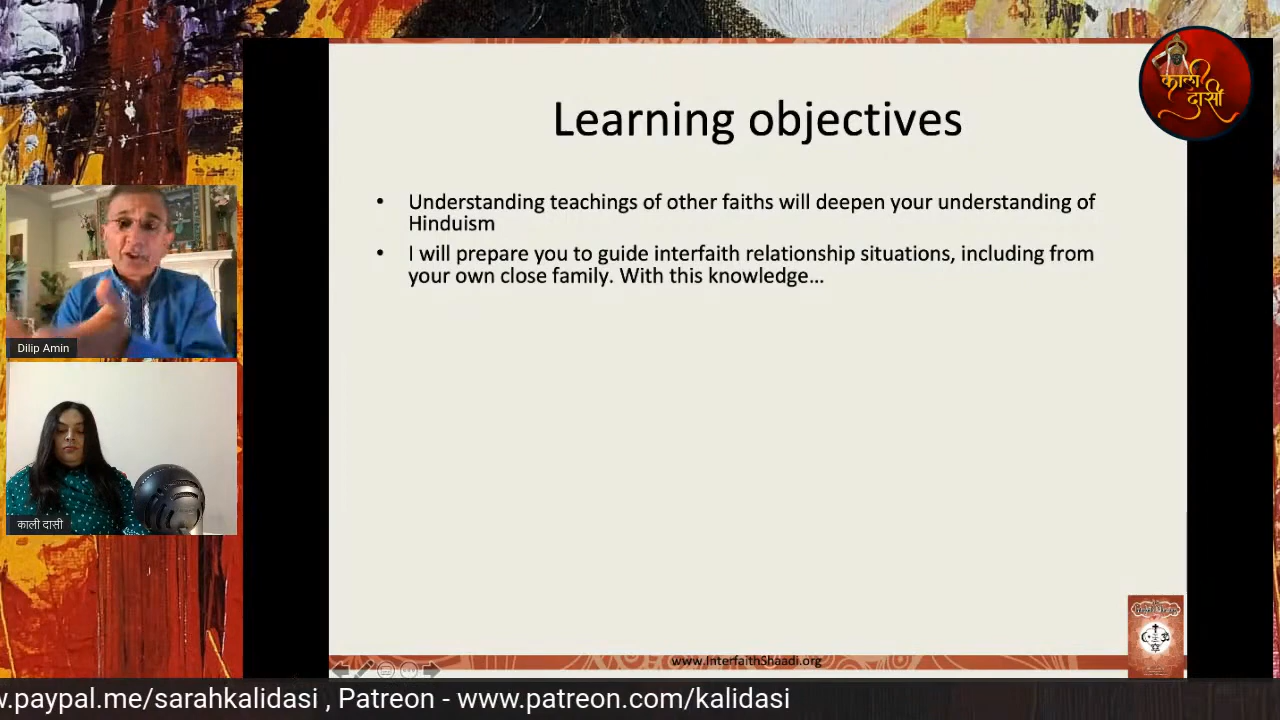 काली
दासी
Learning objectives
• Understanding teachings of other faiths will deepen your understanding of
Hinduism
• I will prepare you to guide interfaith relationship situations, including from
your own close family. With this knowledge...
Dilip Amin
काली दासी
www.InterfaithShaadi.org
w.paypal.me/sarahkalidasi , Patreon - www.patreon.com/kalidasi